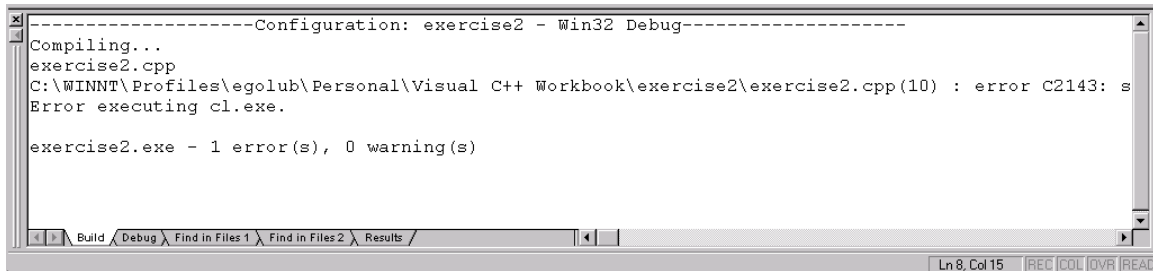 --------------------Configuration: exercise2 - Win32 Debug--------------------
Compiling...
exercise2.cpp
C:\WINNT\Profiles\egolub\Personal\Visual C++ Workbook\exercise2\exercise2.cpp(10) : error C2143: s
Error executing cl.exe.
exercise2.exe - 1 error(s), 0 warning(s)
Build Debug Find in Files 1 Find in Files 2 Results
Ln 8, Col 15 REC COL OVR READ